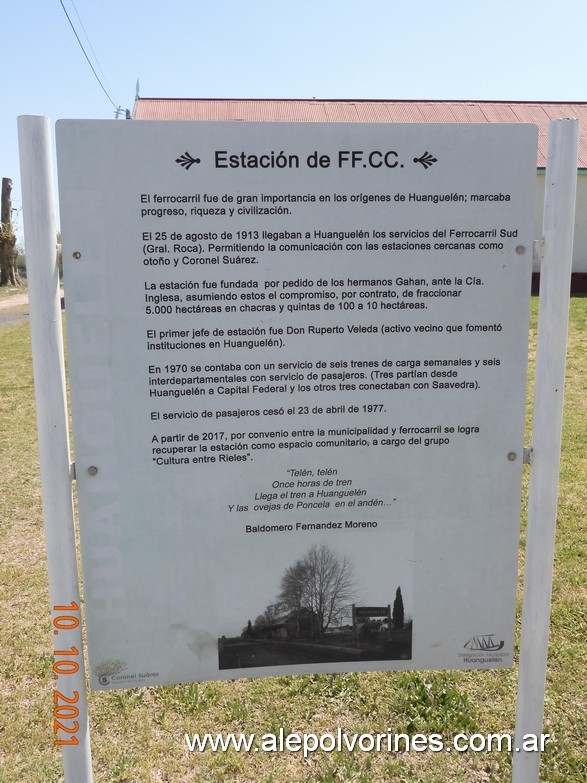 Estación de FF.CC.
El ferrocarril fue de gran importancia en los orígenes de Huanguelén; marcaba
progreso, riqueza y civilización.
El 25 de agosto de 1913 llegaban a Huanguelén los servicios del Ferrocarril Sud
(Gral. Roca). Permitiendo la comunicación con las estaciones cercanas como
otoño y Coronel Suárez.
La estación fue fundada por pedido de los hermanos Gahan, ante la Cía.
Inglesa, asumiendo estos el compromiso, por contrato, de fraccionar
5.000 hectáreas en chacras y quintas de 100 a 10 hectáreas.
El primer jefe de estación fue Don Ruperto Veleda (activo vecino que fomentó
instituciones en Huanguelén).
En 1970 se contaba con un servicio de seis trenes de carga semanales y seis
interdepartamentales con servicio de pasajeros. (Tres partían desde
Huanguelén a Capital Federal y los otros tres conectaban con Saavedra).
El servicio de pasajeros cesó el 23 de abril de 1977.
A partir de 2017, por convenio entre la municipalidad y ferrocarril se logra
recuperar la estación como espacio comunitario, a cargo del grupo
"Cultura entre Rieles".
"Telén, telén
Once horas de tren
Llega el tren a Huanguelén
Y las ovejas de Poncela en el andén..."
Baldomero Fernandez Moreno
HUANGUELÉN
Coronel Suárez
Delegación Municipal
Huanguelén
10.10.2021
www.alepolvorines.com.ar